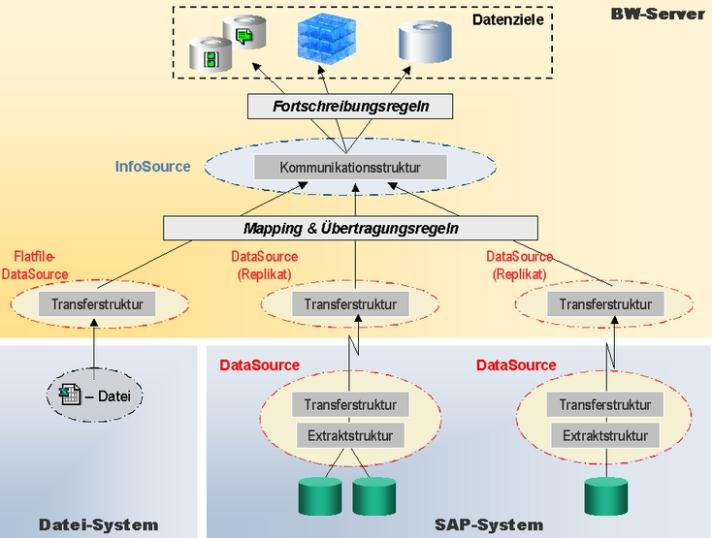 BW-Server
Datenziele
Fortschreibungsregeln
InfoSource
Kommunikationsstruktur
Mapping & Übertragungsregeln
Flatfile-
DataSource
DataSource
(Replikat)
DataSource
(Replikat)
Transferstruktur
Transferstruktur
Transferstruktur
DataSource
DataSource
– Datei
Transferstruktur
Transferstruktur
Extraktstruktur
Extraktstruktur
Datei-System
SAP-System